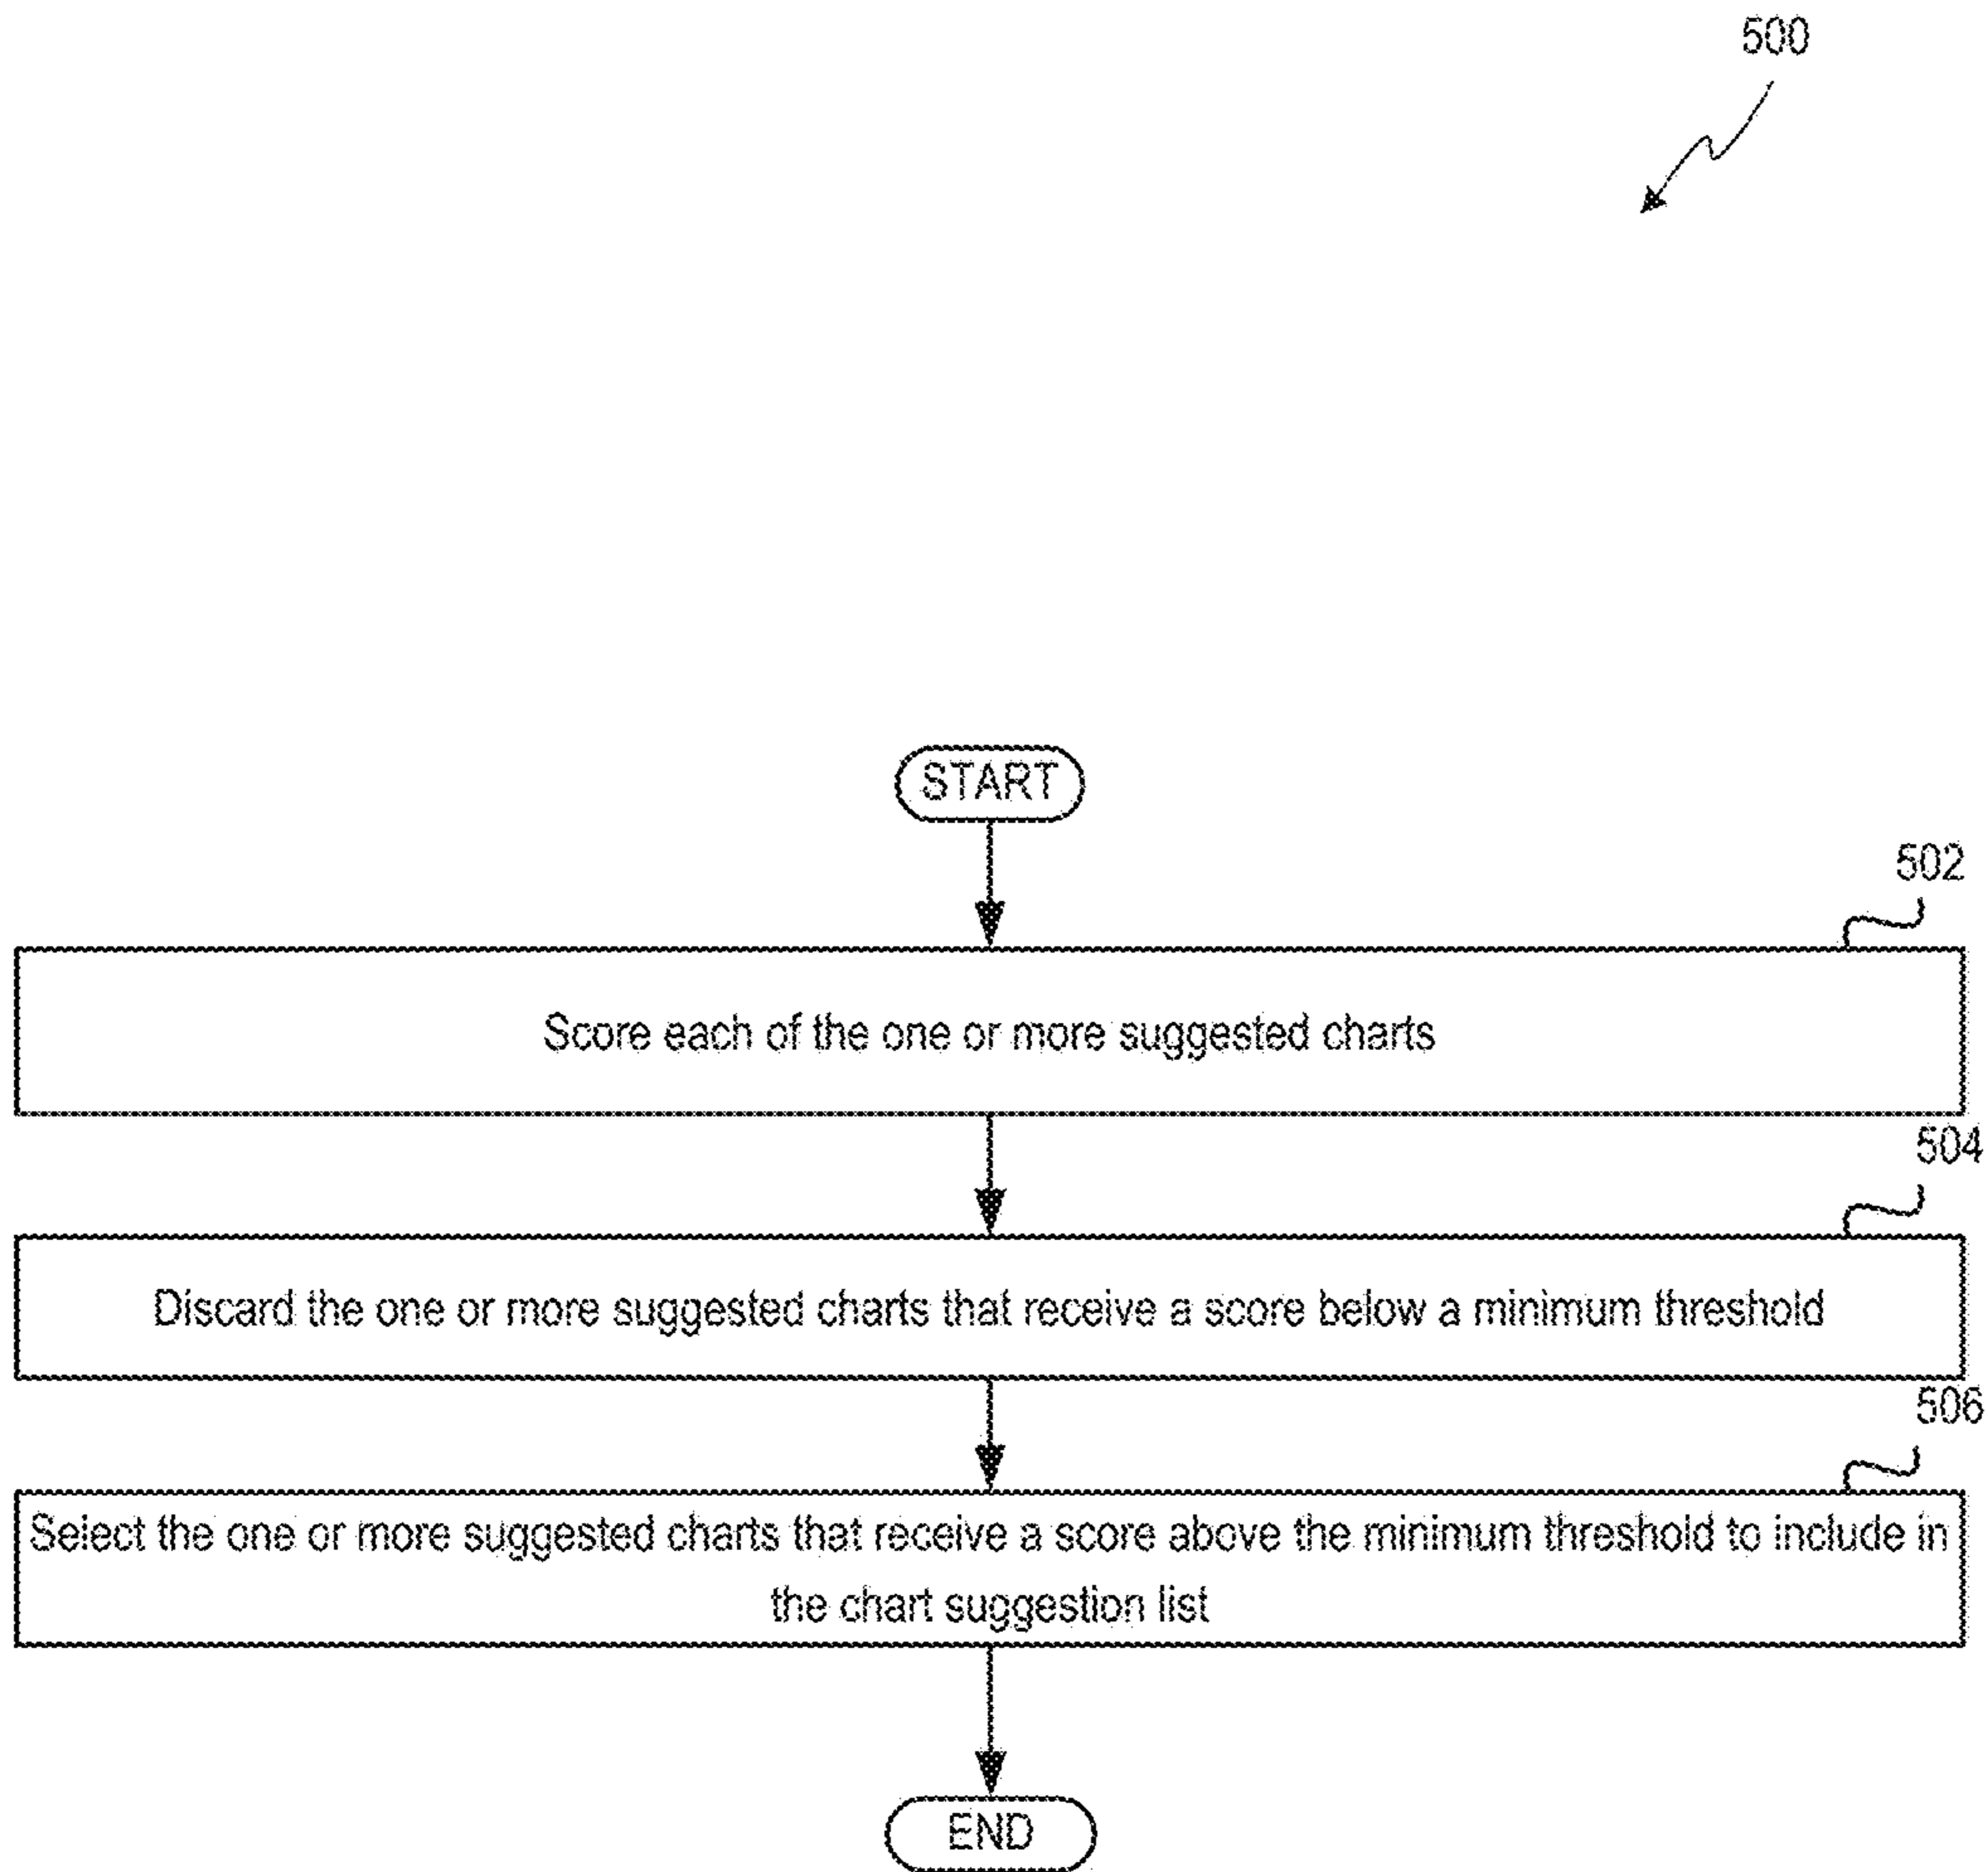 500
START
502
Score each of the one or more suggested charts
504
Discard the one or more suggested charts that receive a score below a minimum threshold
506
Select the one or more suggested charts that receive a score above the minimum threshold to include in
the chart suggestion list
END